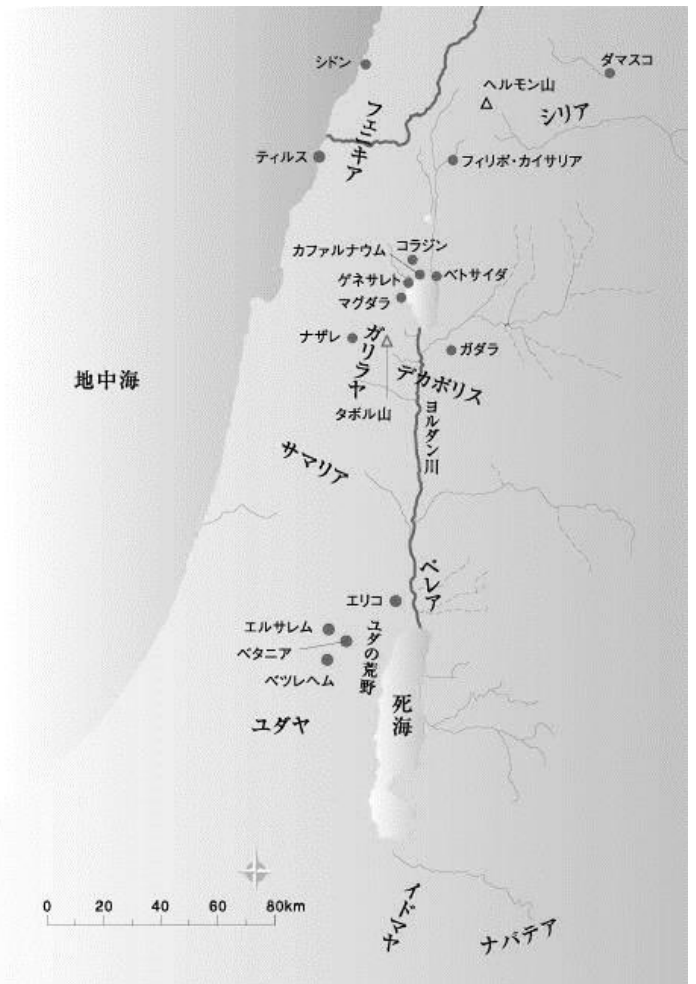 シドン
ダマスコ
ヘルモン山
シリア
フェニキア
ティルス
フィリポ・カイサリア
コラジン
カファルナウム
ベトサイダ
ゲネサレト
マグダラ
ナザレ
ガリラヤ
ガダラ
地中海
デカポリス
タボル山
ヨルダン川
サマリア
ペレア
エリコ
エルサレム
ユダの荒野
ベタニア
ベツレヘム
死海
ユダヤ
イドマヤ
ナバテア
0 20 40 60 80km